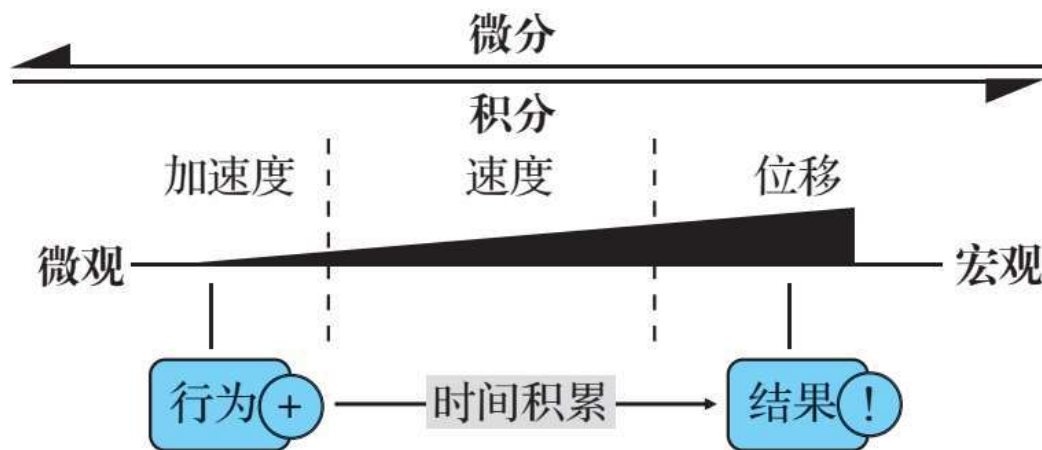 微分
积分
加速度 速度 位移
微观 宏观
行为 + 时间积累 结果 !